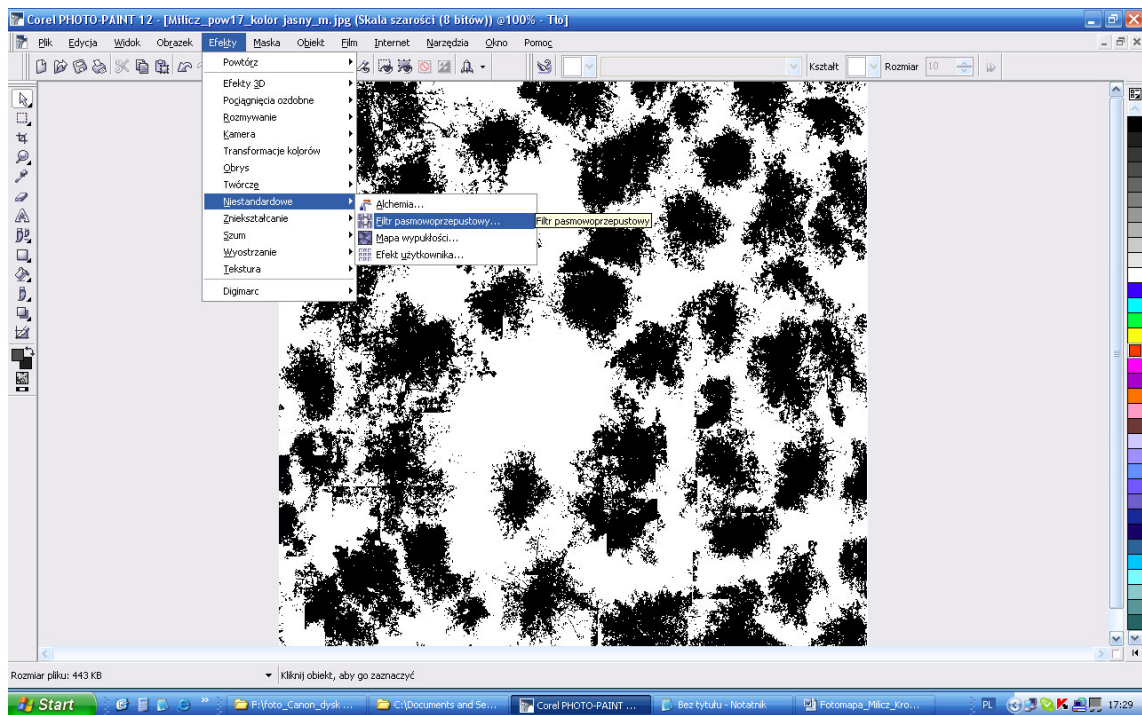 Corel PHOTO-PAINT 12 - [Milicz_pow17_kolor jasny_m.jpg (Skala szarości (8 bitów)) @100% - Tło]
Plik Edycja Widok Obrazek Efekty Maska Objekt Film Internet Narzędzia Okno Pomoc
Kształt Rozmiar 10
Powtórz
Efekty 3D
Pociągnięcia ozdobne
Rozmywanie
Kamera
Transformacje kolorów
Obrys
Twórcze
Niestandardowe
Zniekształcanie
Szum
Wyostrzanie
Tekstura
Digimarc
Alchemia...
Filtr pasmowoprzepustowy...
Mapa wypukłości...
Efekt użytkownika...
Filtr pasmowoprzepustowy
Rozmiar pliku: 443 KB
Kliknij obiekt, aby go zaznaczyć
Start
F:\foto_Canon_dysk ...
C:\Documents and Se...
Corel PHOTO-PAINT ...
Bez tytułu - Notatnik
Fotomapa_Milicz_Kro...
PL
17:29